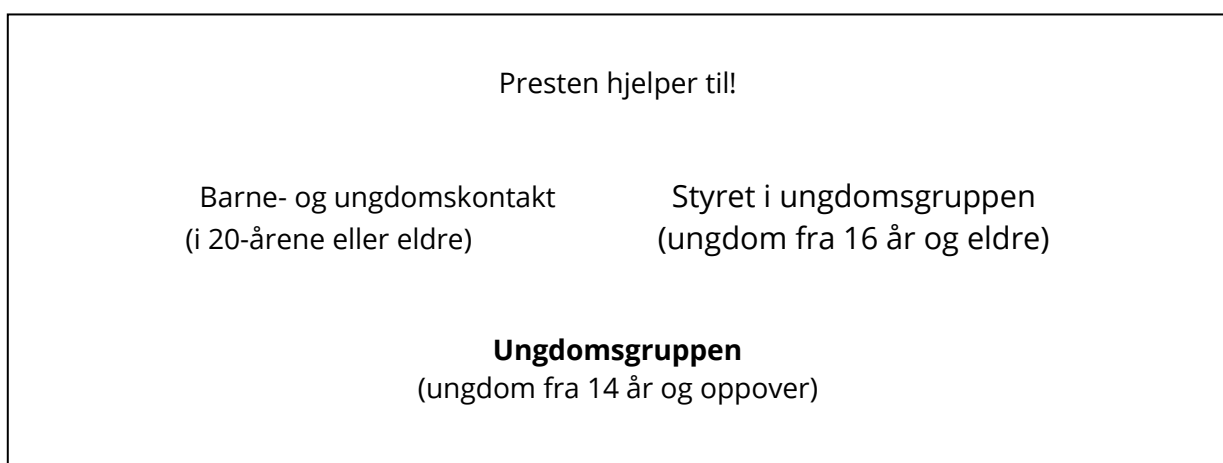 Presten hjelper til!
Barne- og ungdomskontakt
(i 20-årene eller eldre)
Styret i ungdomsgruppen
(ungdom fra 16 år og eldre)
Ungdomsgruppen
(ungdom fra 14 år og oppover)